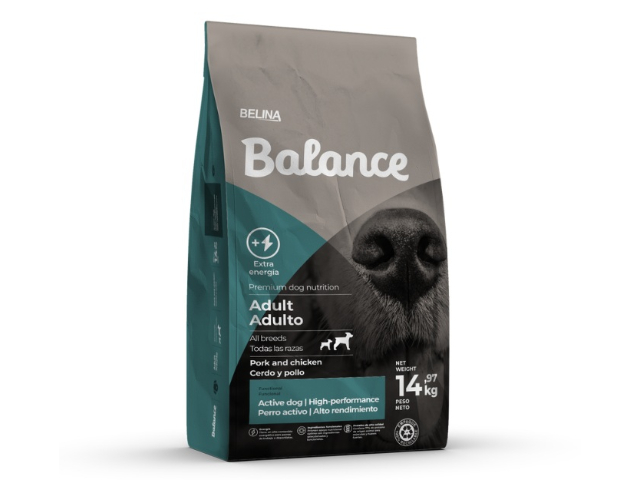 BELINA
Balance
Extra
energía
Premium dog nutrition
Adult
Adulto
All breeds
Todas las razas
Pork and chicken
Cerdo y pollo
Active dog | High-performance
Perro activo | Alto rendimiento
NET
WEIGHT
14,97
kg
PESO
NETO
Balance